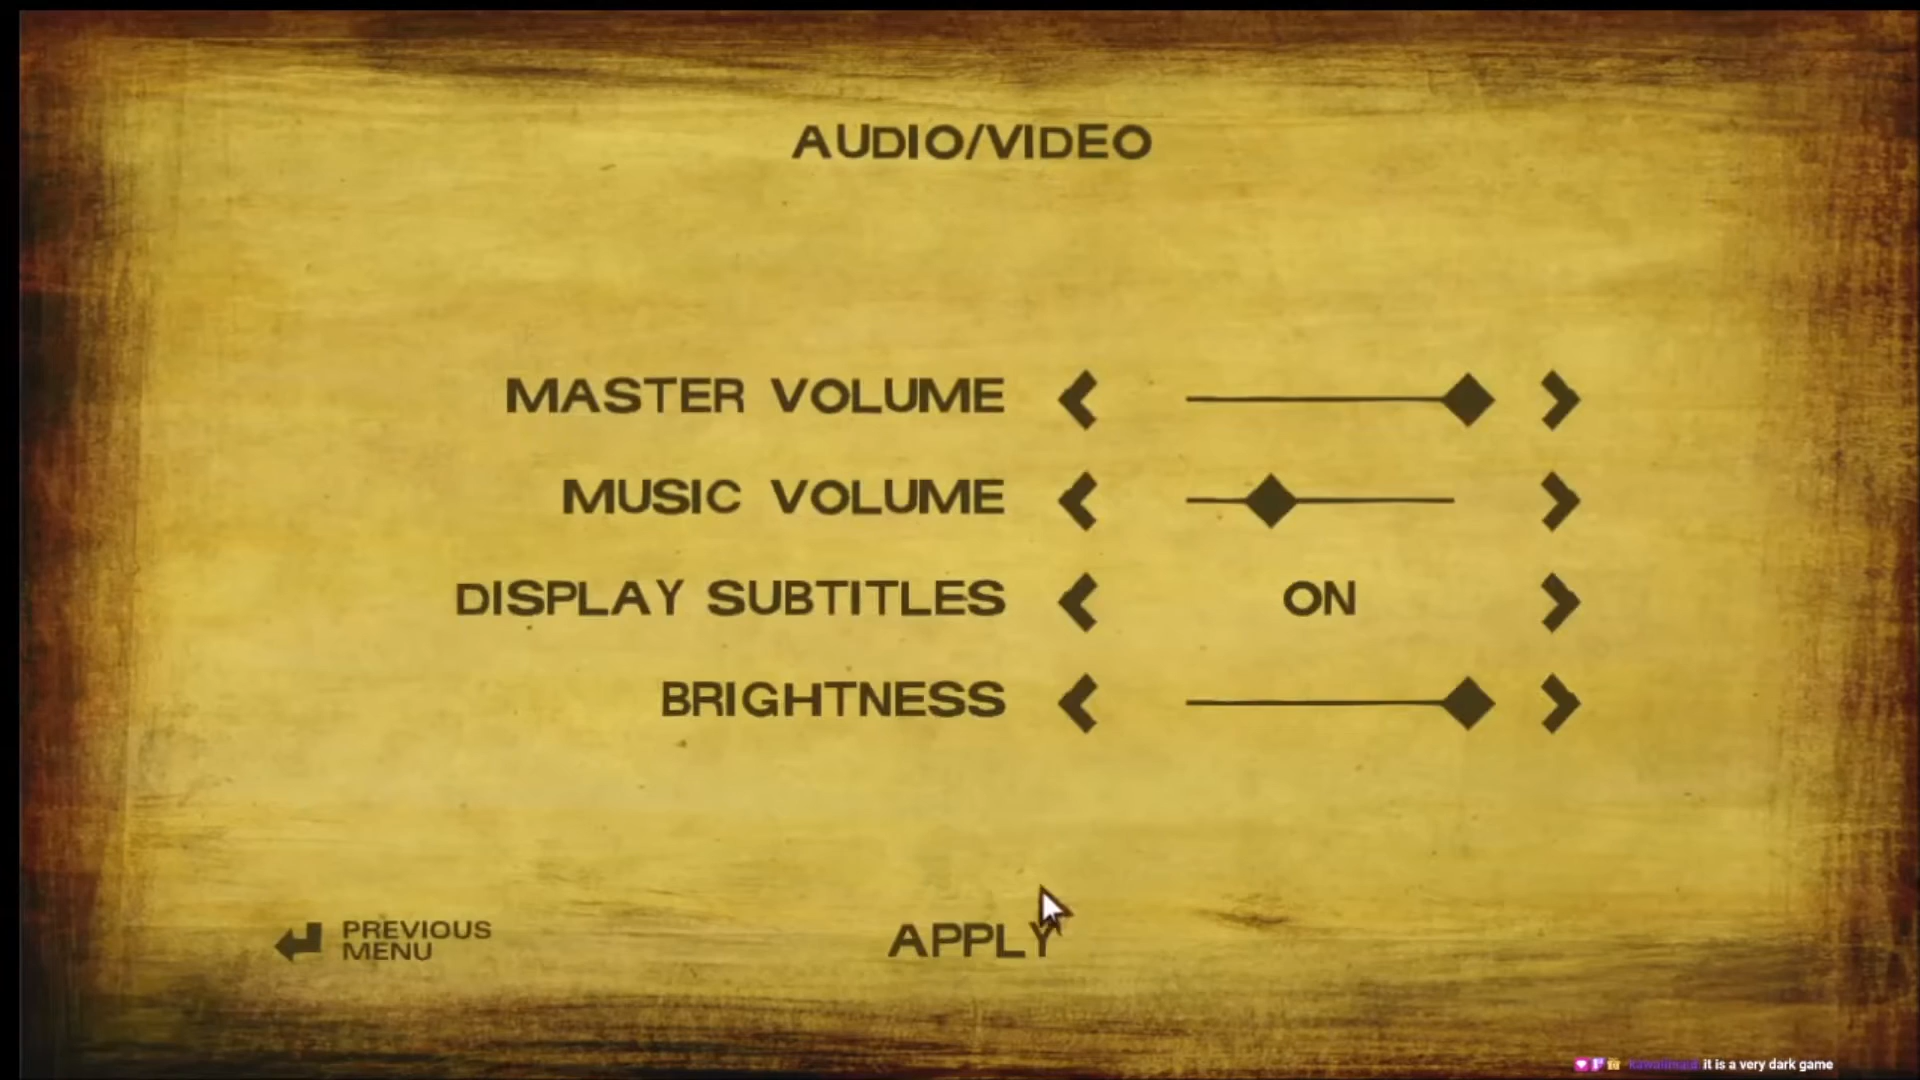 AUDIO/VIDEO
MASTER VOLUME
MUSIC VOLUME
DISPLAY SUBTITLES ON
BRIGHTNESS
PREVIOUS
MENU
APPLY
it is a very dark game